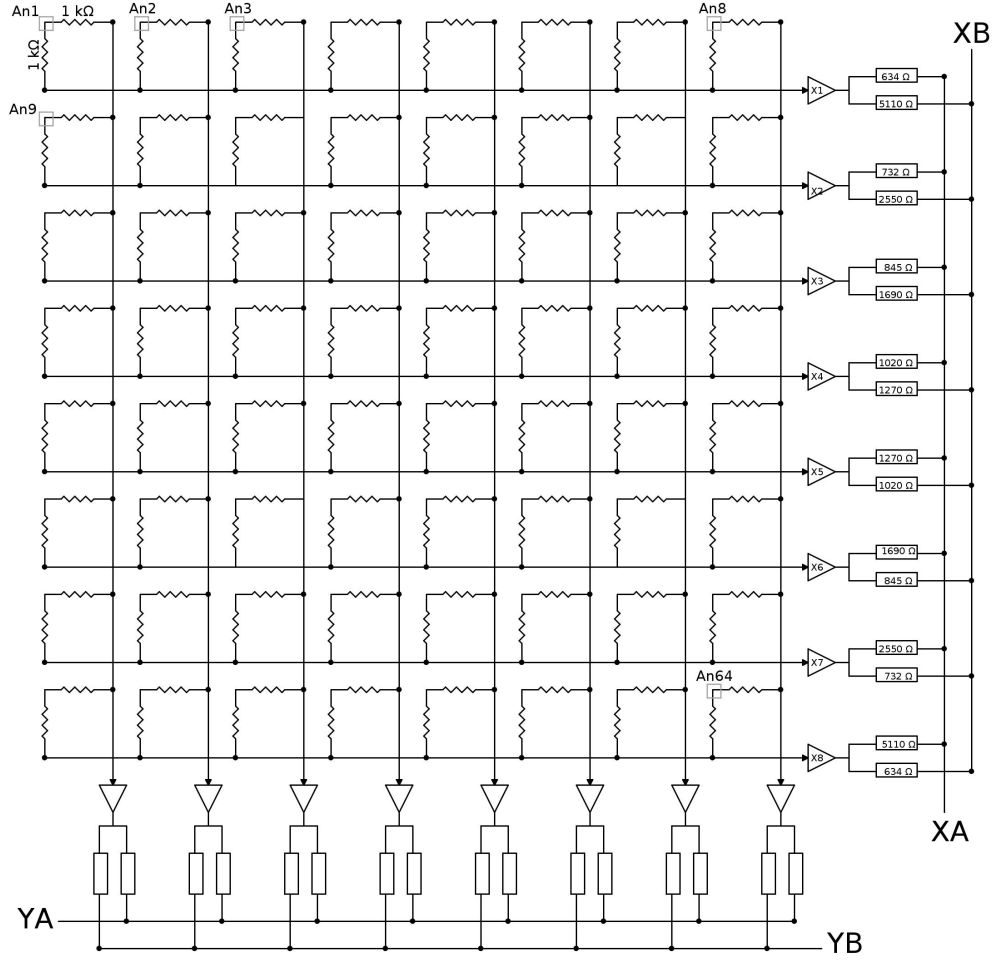 An1
1 kΩ
An2
An3
An8
XB
1 kΩ
634 Ω
X1
5110 Ω
An9
732 Ω
X2
2550 Ω
845 Ω
X3
1690 Ω
1020 Ω
X4
1270 Ω
1270 Ω
X5
1020 Ω
1690 Ω
X6
845 Ω
2550 Ω
X7
732 Ω
An64
5110 Ω
X8
634 Ω
XA
YA
YB